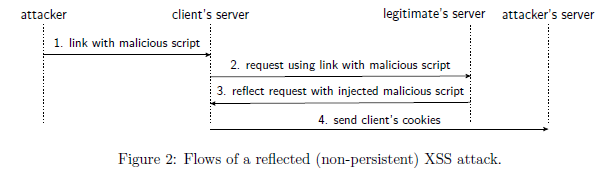 attacker client's server legitimate's server attacker's server
1. link with malicious script
2. request using link with malicious script
3. reflect request with injected malicious script
4. send client's cookies
Figure 2: Flows of a reflected (non-persistent) XSS attack.